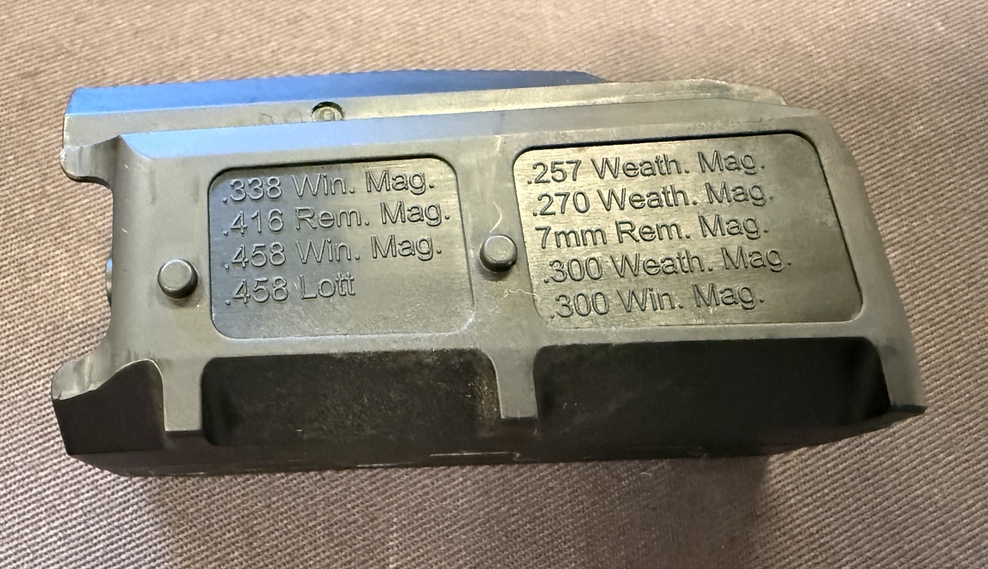 .338 Win. Mag.
.416 Rem. Mag.
.458 Win. Mag.
.458 Lott
.257 Weath. Mag.
.270 Weath. Mag.
7mm Rem. Mag.
.300 Weath. Mag.
.300 Win. Mag.